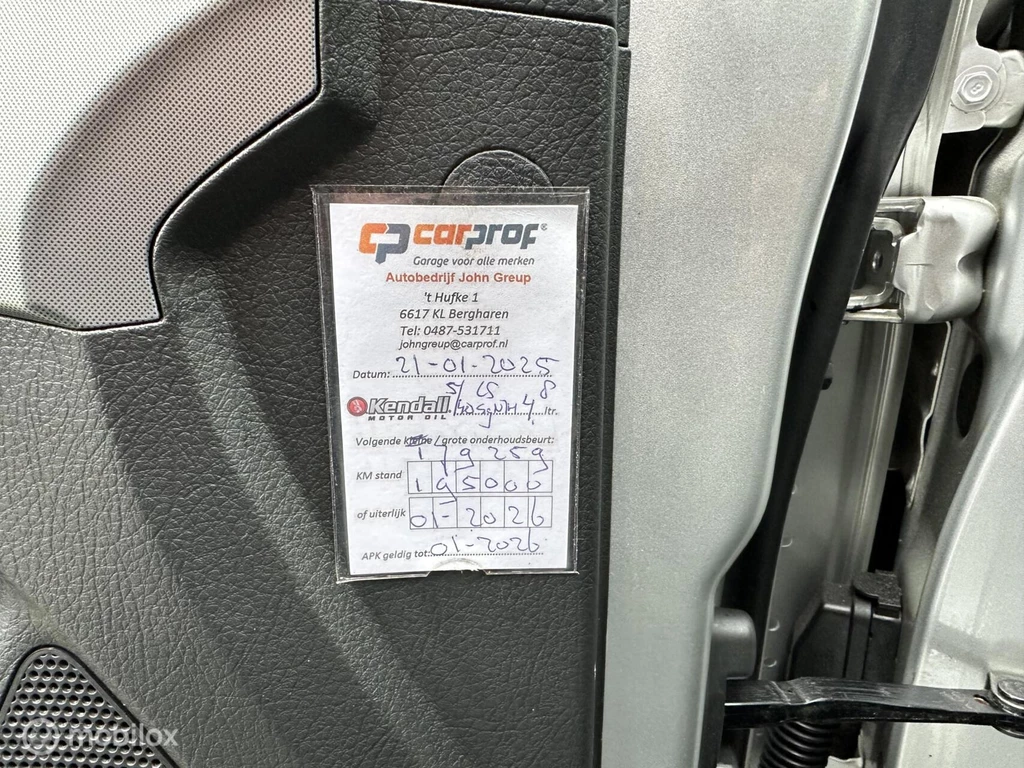 CP carprof®
Garage voor alle merken
Autobedrijf John Greup
't Hufke 1
6617 KL Bergharen
Tel: 0487-531711
johngreup@carprof.nl
Datum: 21-01-2025
Kendall 4 ltr.
MOTOR OIL
Volgende kleine / grote onderhoudsbeurt:
179259
KM stand 195000
of uiterlijk 01-2026
APK geldig tot: 01-2026
mobilox